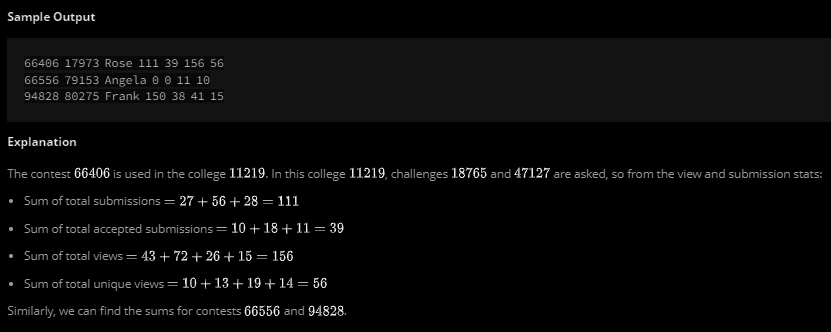 Sample Output
66406 17973 Rose 111 39 156 56
66556 79153 Angela 0 0 11 10
94828 80275 Frank 150 38 41 15
Explanation
The contest 66406 is used in the college 11219. In this college 11219, challenges 18765 and 47127 are asked, so from the view and submission stats:
• Sum of total submissions = 27 + 56 + 28 = 111
• Sum of total accepted submissions = 10 + 18 + 11 = 39
• Sum of total views = 43 + 72 + 26 + 15 = 156
• Sum of total unique views = 10 + 13 + 19 + 14 = 56
Similarly, we can find the sums for contests 66556 and 94828.